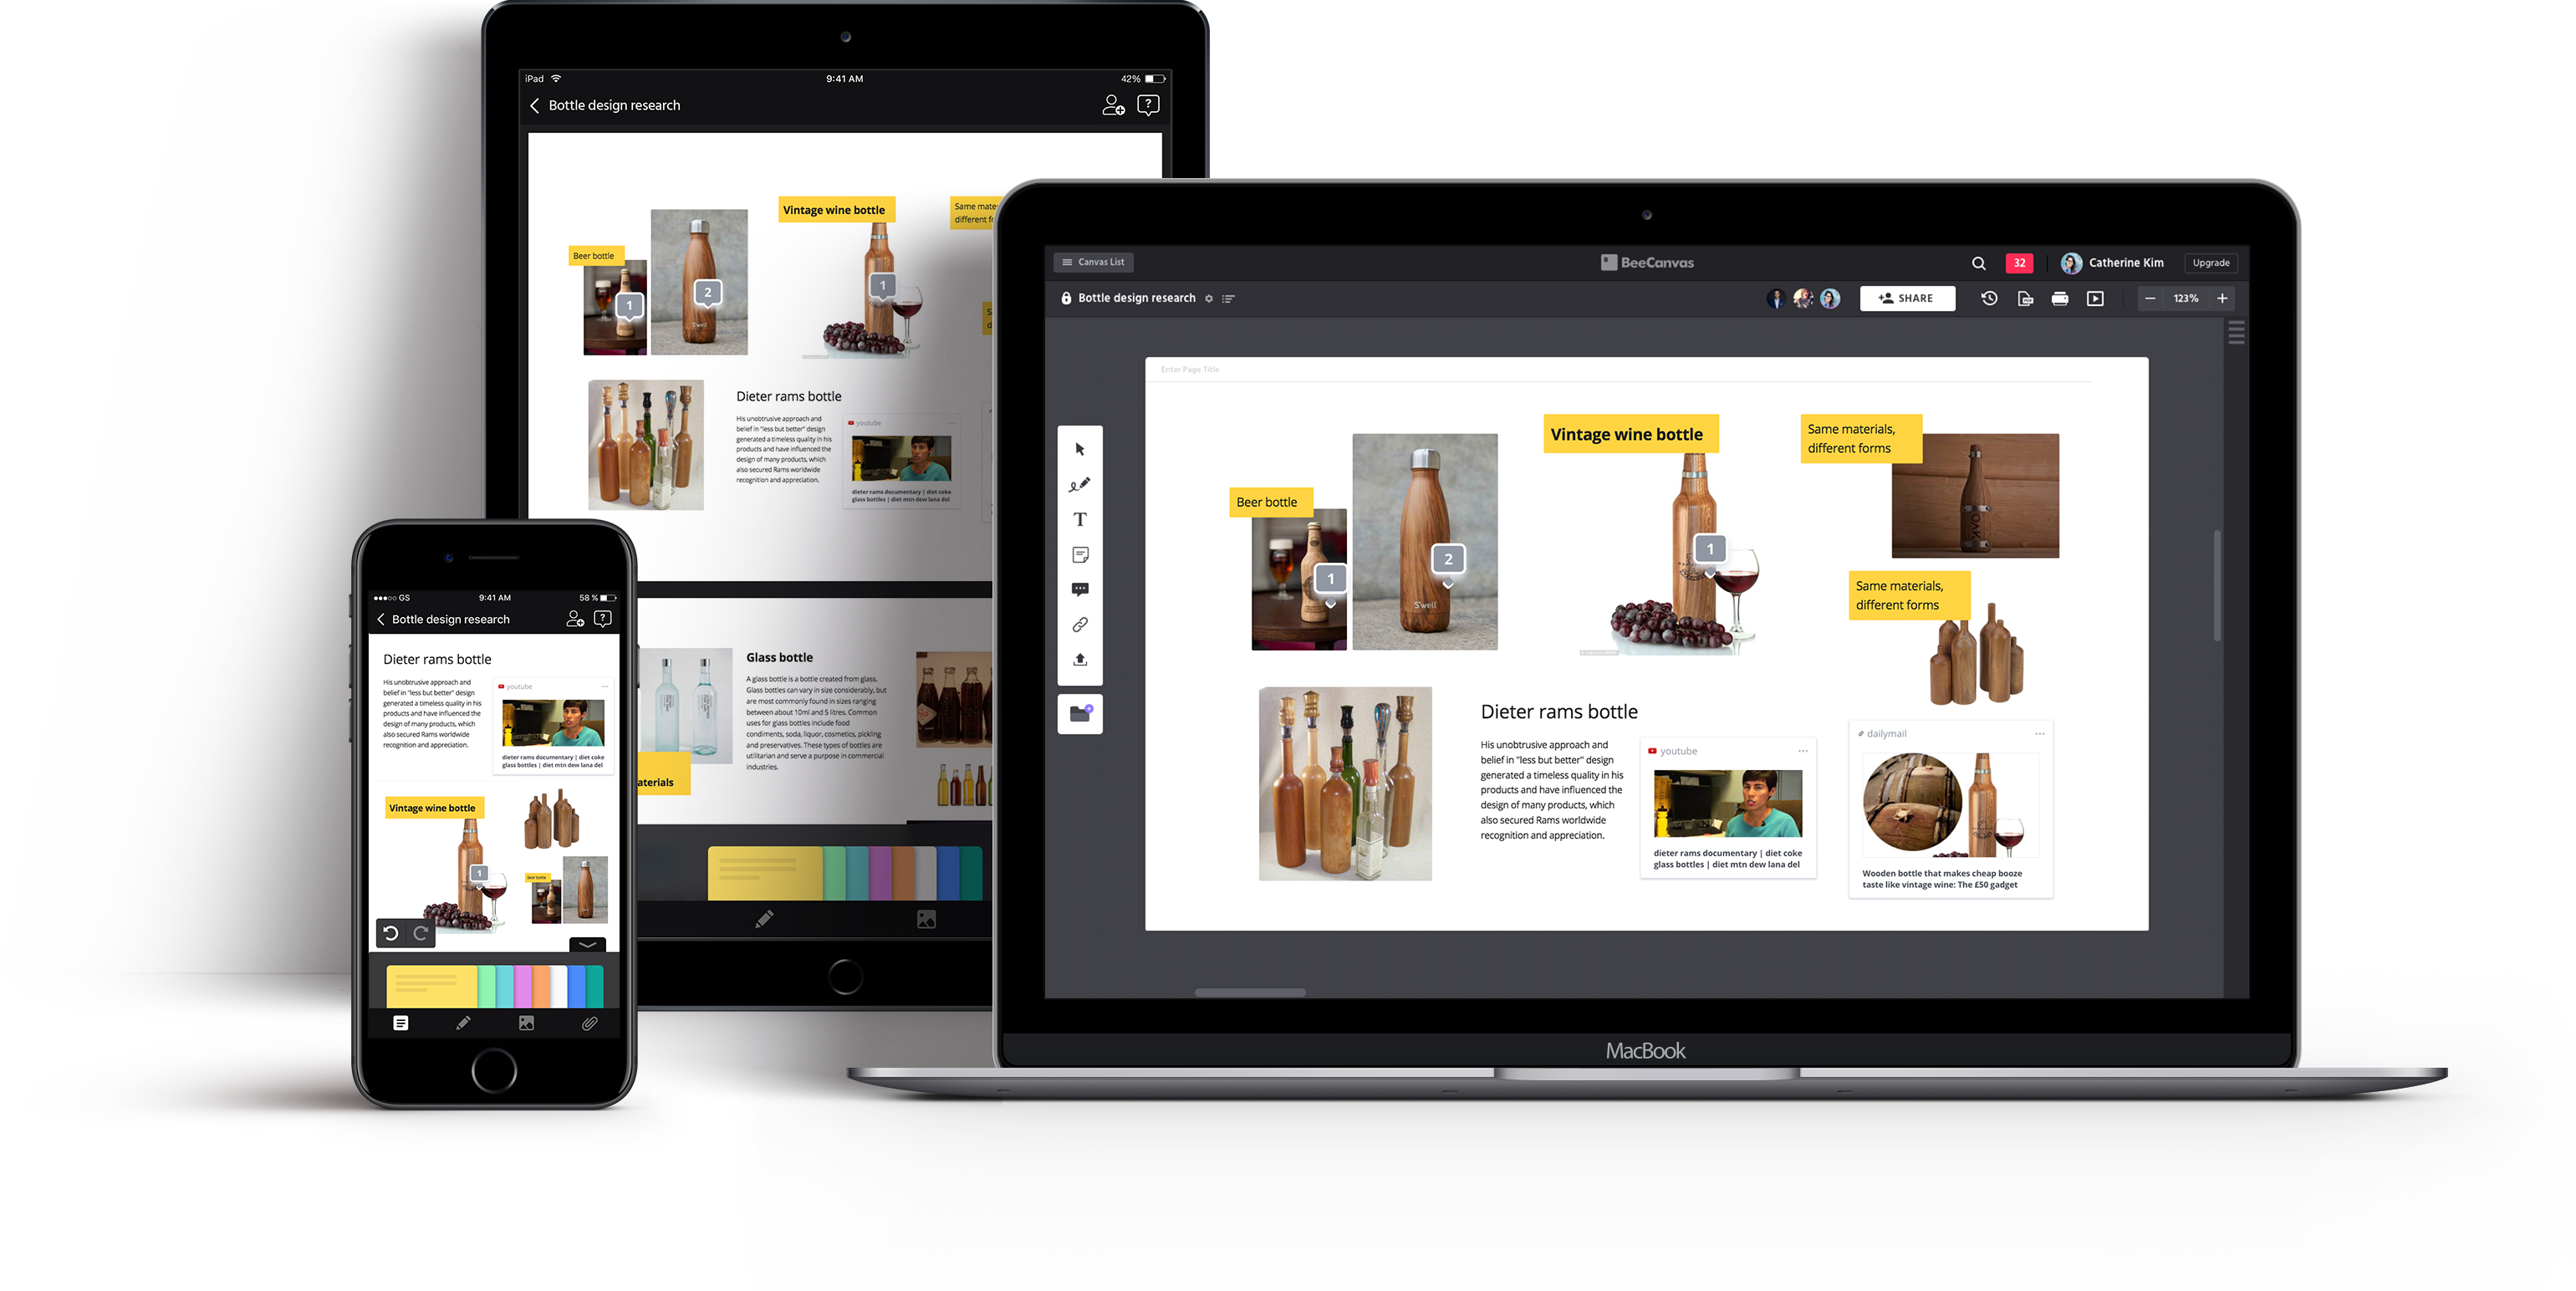 iPad
9:41 AM
42%
Bottle design research
?
Vintage wine bottle
Same mate
different f
Beer bottle
1
2
1
S'well
S
d
Dieter rams bottle
His unobtrusive approach and
belief in "less but better" design
generated a timeless quality in his
products and have influenced the
design of many products, which
also secured Rams worldwide
recognition and appreciation.
youtube
dieter rams documentary | diet coke
glass bottles | diet mtn dew lana del
Glass bottle
A glass bottle is a bottle created from glass.
Glass bottles can vary in size considerably, but
are most commonly found in sizes ranging
between about 10ml and 5 litres. Common
uses for glass bottles include food
condiments, soda, liquor, cosmetics, pickling
and preservatives. These types of bottles are
utilitarian and serve a purpose in commercial
industries.
aterials
GS
9:41 AM
58 %
Bottle design research
?
Dieter rams bottle
His unobtrusive approach and
belief in "less but better" design
generated a timeless quality in his
products and have influenced the
design of many products, which
also secured Rams worldwide
recognition and appreciation.
youtube
dieter rams documentary | diet coke
glass bottles | diet mtn dew lana del
Vintage wine bottle
1
Beer bottle
Canvas List
BeeCanvas
32
Catherine Kim
Upgrade
Bottle design research
SHARE
123%
Enter Page Title
T
Vintage wine bottle
Same materials,
different forms
Beer bottle
1
2
1
S'well
Same materials,
different forms
Dieter rams bottle
His unobtrusive approach and
belief in "less but better" design
generated a timeless quality in his
products and have influenced the
design of many products, which
also secured Rams worldwide
recognition and appreciation.
youtube
dieter rams documentary | diet coke
glass bottles | diet mtn dew lana del
dailymail
Wooden bottle that makes cheap booze
taste like vintage wine: The £50 gadget
MacBook